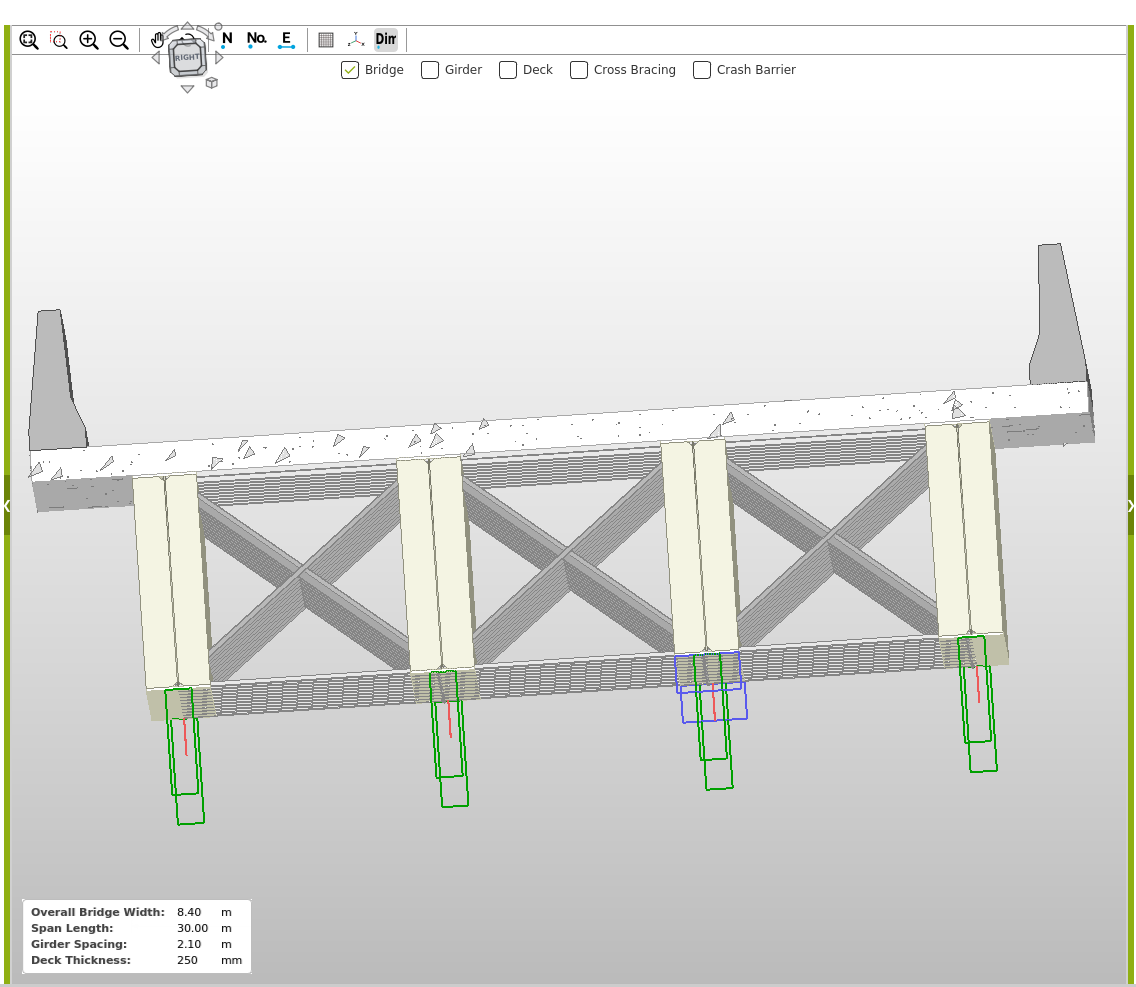 N No. E Dim
RIGHT
Bridge Girder Deck Cross Bracing Crash Barrier
Overall Bridge Width: 8.40 m
Span Length: 30.00 m
Girder Spacing: 2.10 m
Deck Thickness: 250 mm